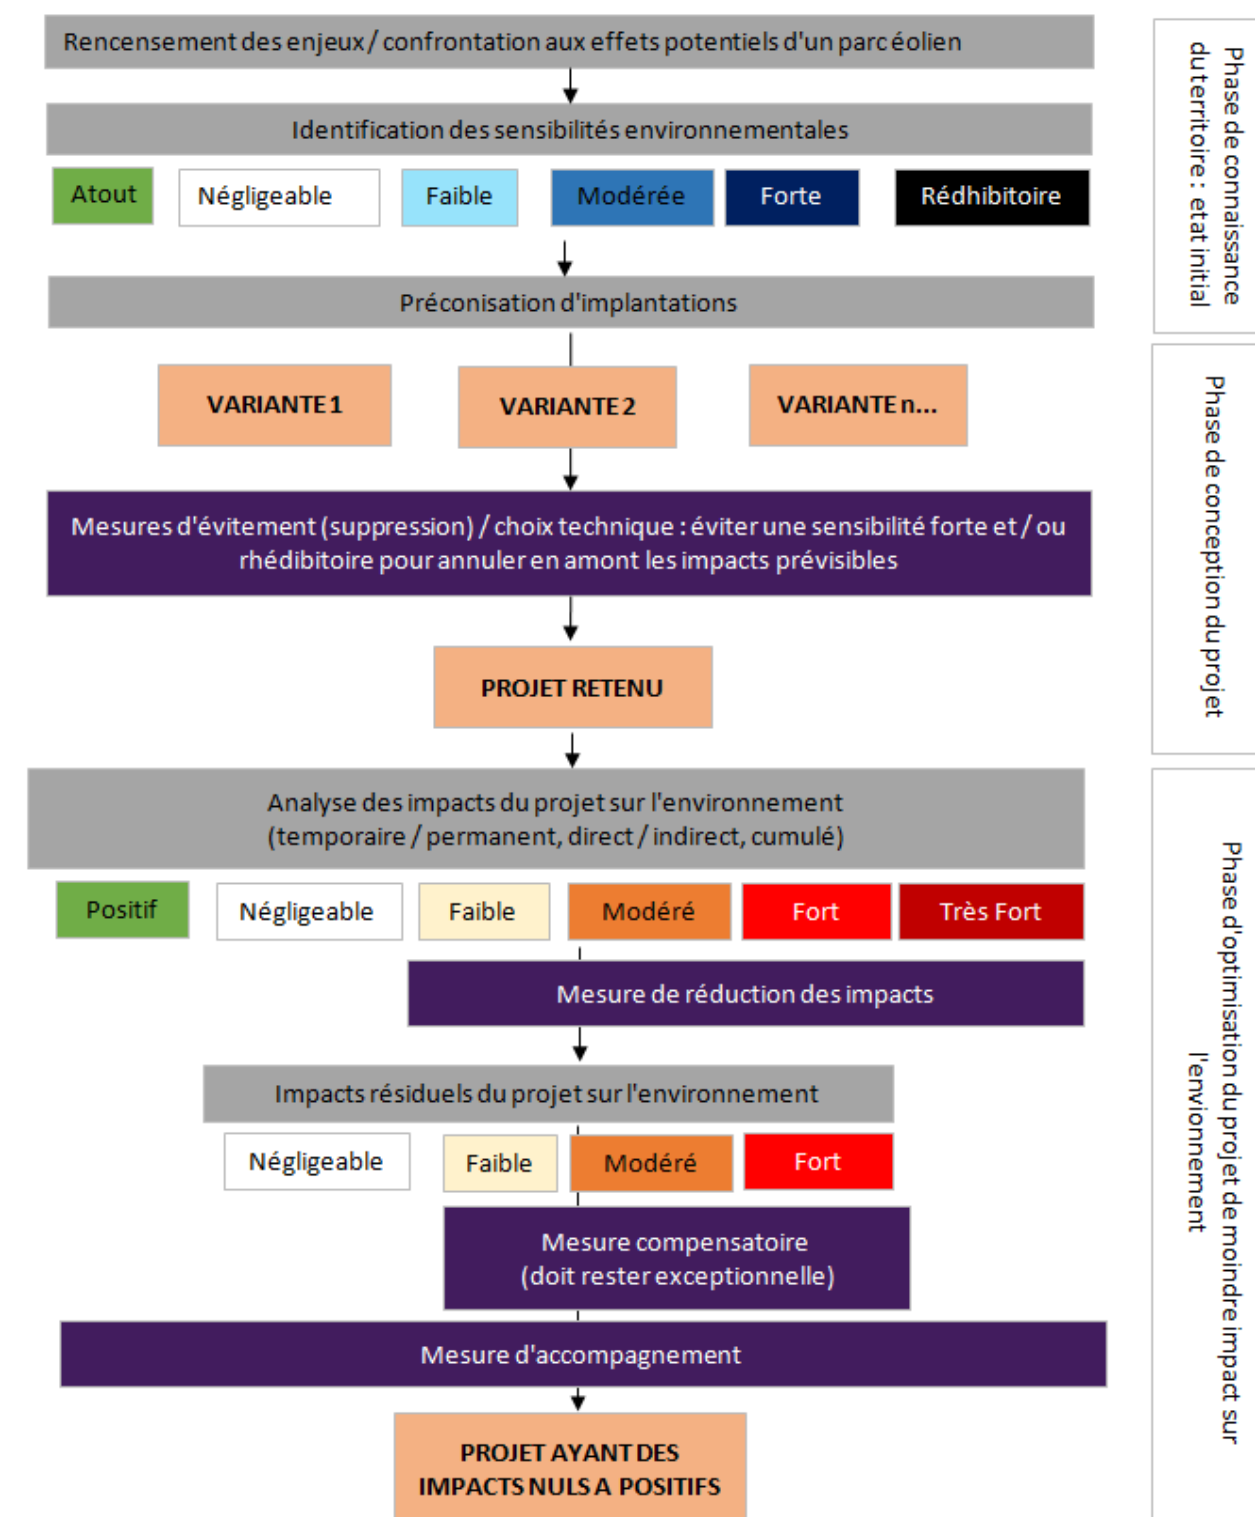 Rencensement des enjeux / confrontation aux effets potentiels d'un parc éolien
Identification des sensibilités environnementales
Atout
Négligeable
Faible
Modérée
Forte
Rédhibitoire
Préconisation d'implantations
Phase de connaissance
du territoire : etat initial
VARIANTE 1
VARIANTE 2
VARIANTE n...
Mesures d'évitement (suppression) / choix technique : éviter une sensibilité forte et / ou
rhédibitoire pour annuler en amont les impacts prévisibles
PROJET RETENU
Phase de conception du projet
Analyse des impacts du projet sur l'environnement
(temporaire / permanent, direct / indirect, cumulé)
Positif
Négligeable
Faible
Modéré
Fort
Très Fort
Mesure de réduction des impacts
Impacts résiduels du projet sur l'environnement
Négligeable
Faible
Modéré
Fort
Mesure compensatoire
(doit rester exceptionnelle)
Mesure d'accompagnement
PROJET AYANT DES
IMPACTS NULS A POSITIFS
Phase d'optimisation du projet de moindre impact sur
l'envionnement